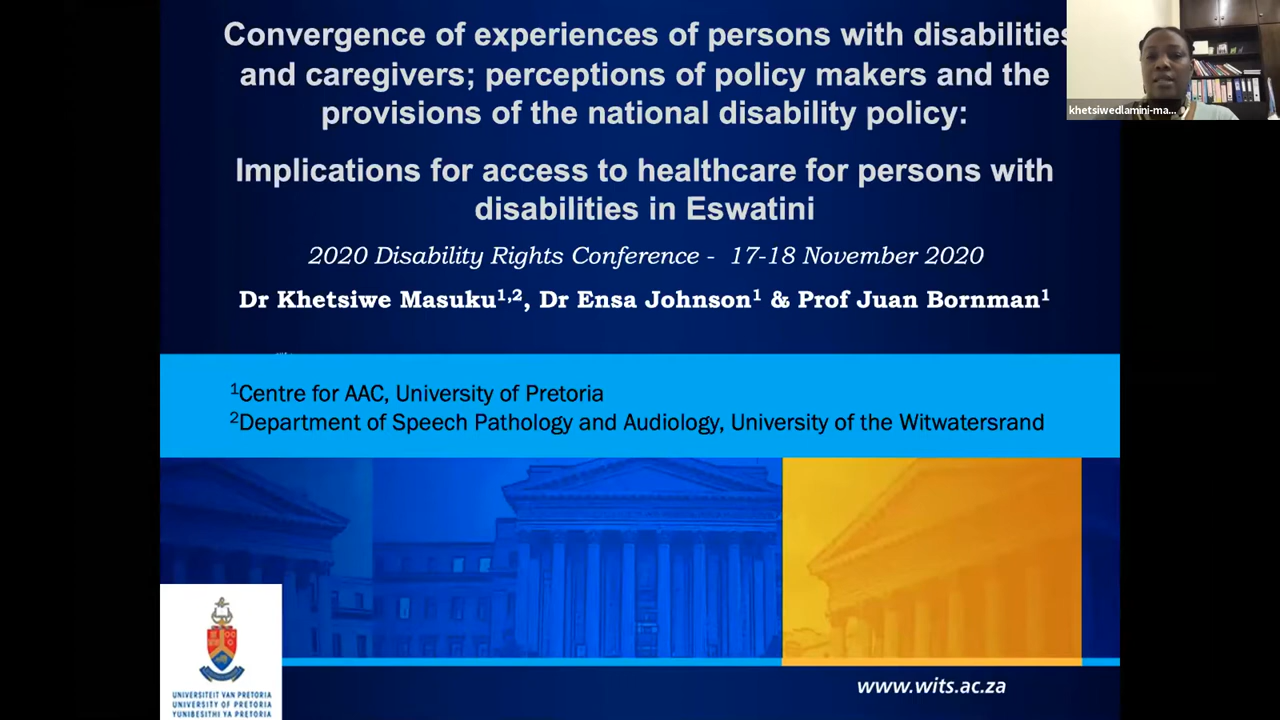 Convergence of experiences of persons with disabilities
and caregivers; perceptions of policy makers and the
provisions of the national disability policy:
Implications for access to healthcare for persons with
disabilities in Eswatini
2020 Disability Rights Conference - 17-18 November 2020
Dr Khetsiwe Masuku1,2, Dr Ensa Johnson1 & Prof Juan Bornman1
1Centre for AAC, University of Pretoria
2Department of Speech Pathology and Audiology, University of the Witwatersrand
khetsiwedlamini-ma...
UNIVERSITEIT VAN PRETORIA
UNIVERSITY OF PRETORIA
YUNIBESITHI YA PRETORIA
www.wits.ac.za